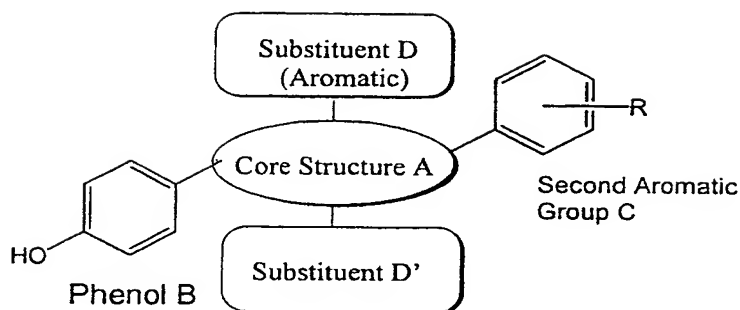 Substituent D
(Aromatic)
R
Core Structure A
Second Aromatic
Group C
HO
Substituent D'
Phenol B